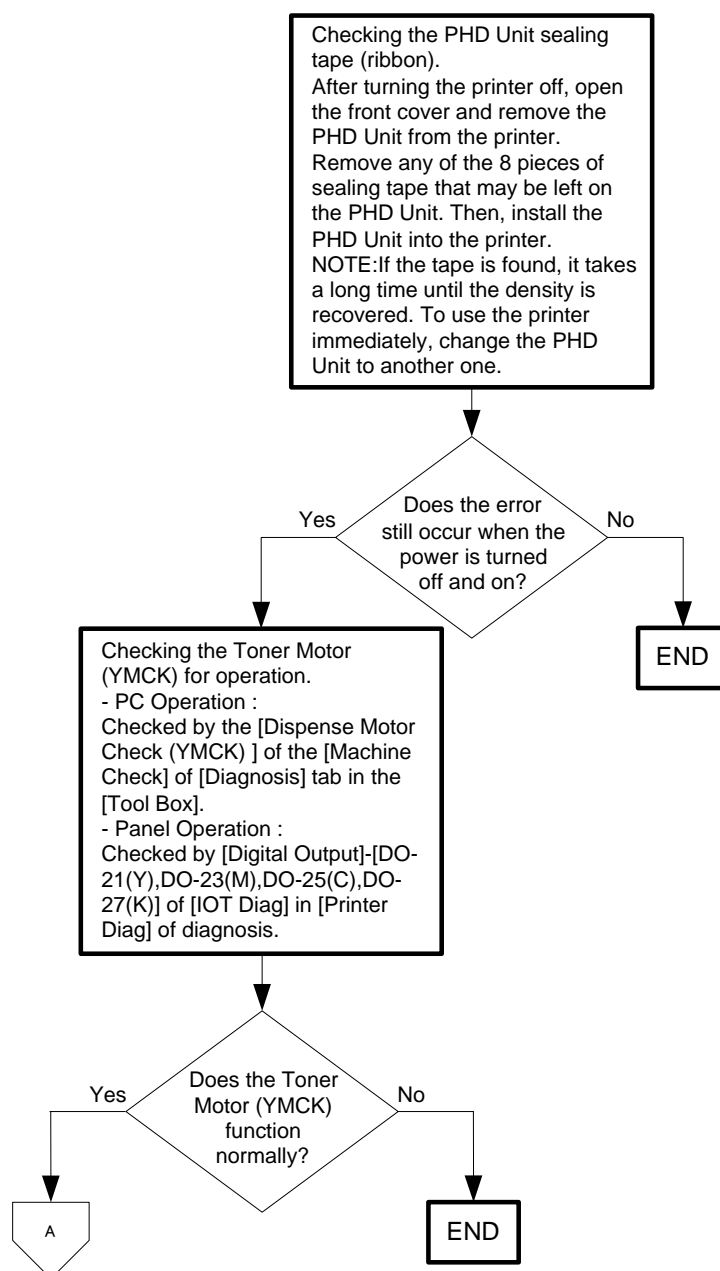 Checking the PHD Unit sealing
tape (ribbon).
After turning the printer off, open
the front cover and remove the
PHD Unit from the printer.
Remove any of the 8 pieces of
sealing tape that may be left on
the PHD Unit. Then, install the
PHD Unit into the printer.
NOTE:If the tape is found, it takes
a long time until the density is
recovered. To use the printer
immediately, change the PHD
Unit to another one.
Does the error
still occur when the
power is turned
off and on?
Yes
No
END
Checking the Toner Motor
(YMCK) for operation.
- PC Operation :
Checked by the [Dispense Motor
Check (YMCK) ] of the [Machine
Check] of [Diagnosis] tab in the
[Tool Box].
- Panel Operation :
Checked by [Digital Output]-[DO-
21(Y),DO-23(M),DO-25(C),DO-
27(K)] of [IOT Diag] in [Printer
Diag] of diagnosis.
Does the Toner
Motor (YMCK)
function
normally?
Yes
No
A
END